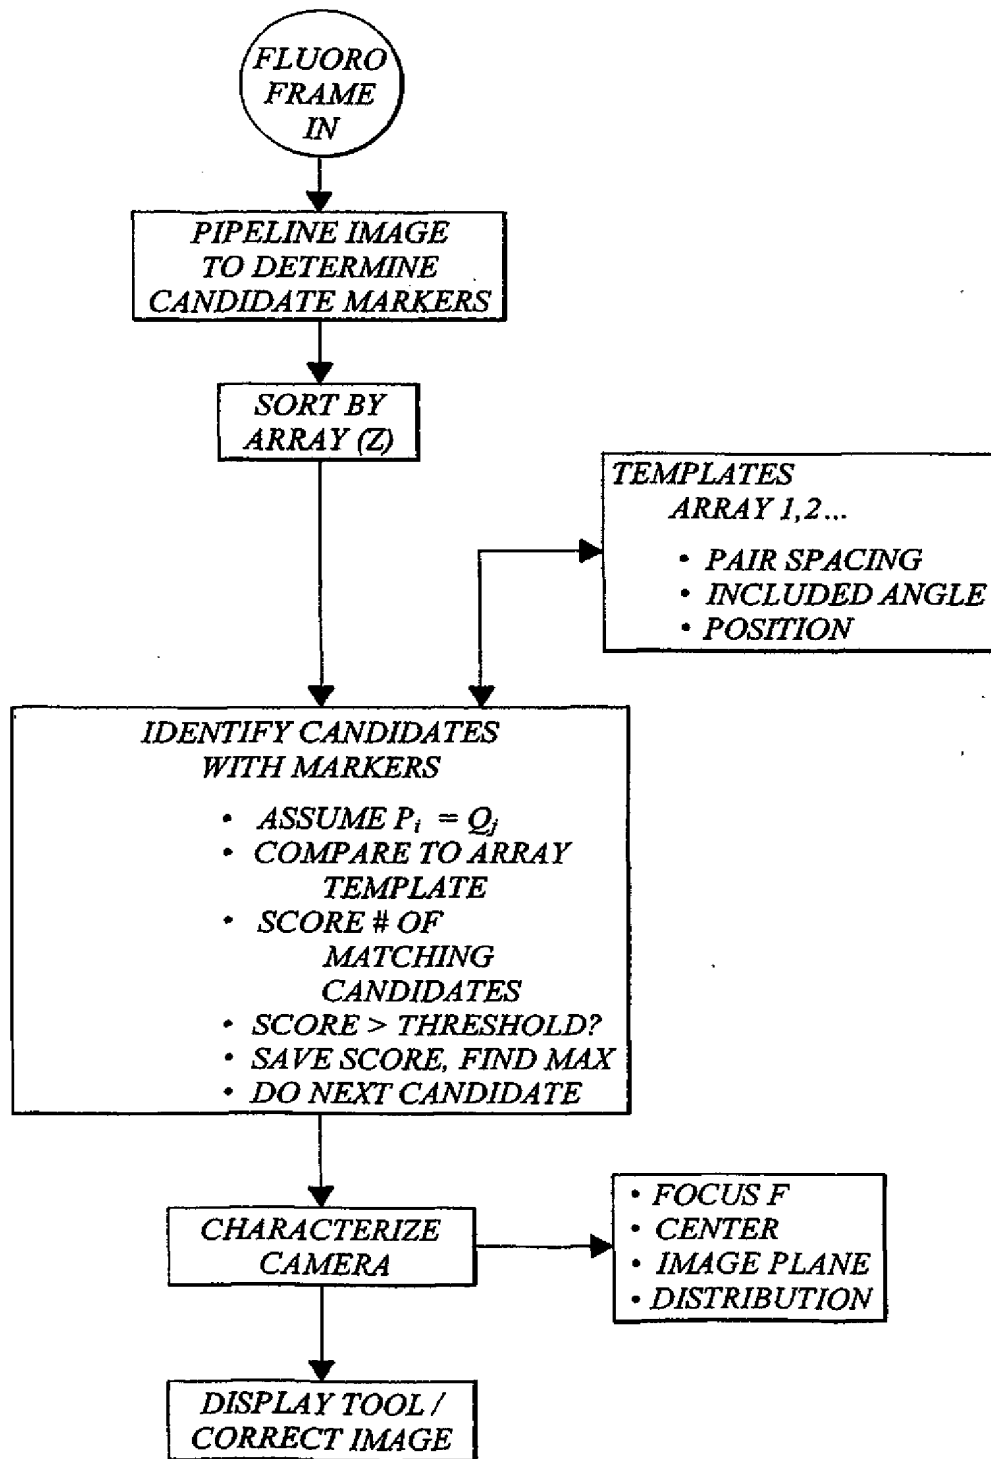 FLUORO
FRAME
IN
PIPELINE IMAGE
TO DETERMINE
CANDIDATE MARKERS
SORT BY
ARRAY (Z)
TEMPLATES
ARRAY 1,2...
• PAIR SPACING
• INCLUDED ANGLE
• POSITION
IDENTIFY CANDIDATES
WITH MARKERS
• ASSUME Pᵢ = Qⱼ
• COMPARE TO ARRAY
TEMPLATE
• SCORE # OF
MATCHING
CANDIDATES
• SCORE > THRESHOLD?
• SAVE SCORE, FIND MAX
• DO NEXT CANDIDATE
CHARACTERIZE
CAMERA
• FOCUS F
• CENTER
• IMAGE PLANE
• DISTRIBUTION
DISPLAY TOOL /
CORRECT IMAGE